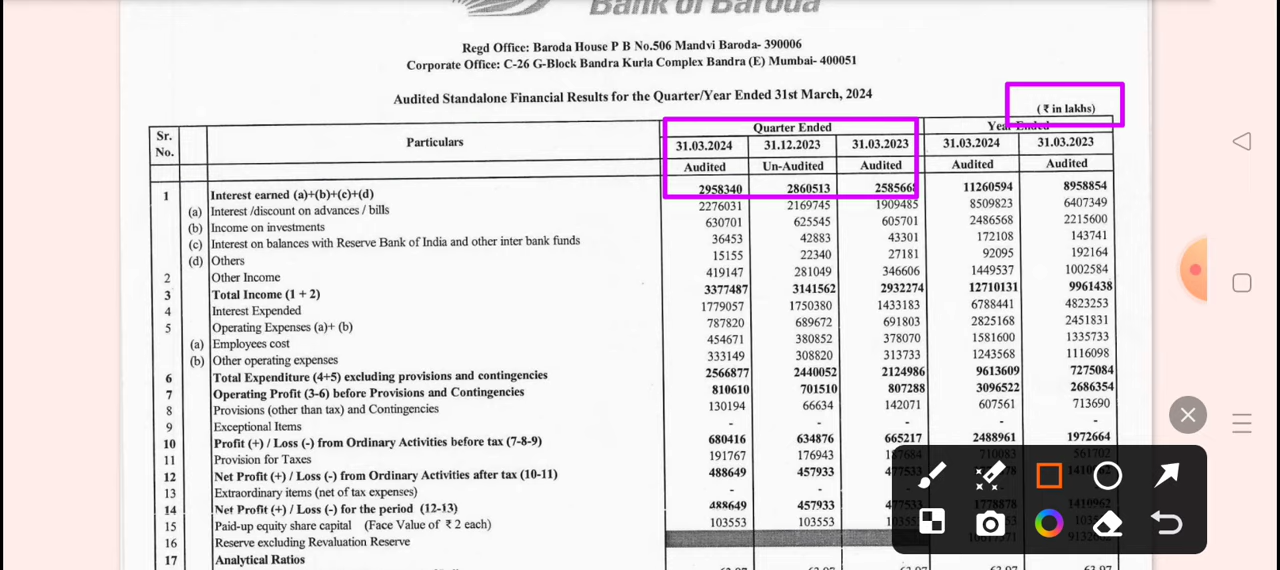 Bank of Baroda
Regd Office: Baroda House P B No.506 Mandvi Baroda- 390006
Corporate Office: C-26 G-Block Bandra Kurla Complex Bandra (E) Mumbai- 400051
Audited Standalone Financial Results for the Quarter/Year Ended 31st March, 2024
(₹ in lakhs)
Sr. No. Particulars Quarter Ended Year Ended
31.03.2024 31.12.2023 31.03.2023 31.03.2024 31.03.2023
Audited Un-Audited Audited Audited Audited
1 Interest earned (a)+(b)+(c)+(d) 2958340 2860513 2585668 11260594 8958854
(a) Interest /discount on advances / bills 2276031 2169745 1909485 8509823 6407349
(b) Income on investments 630701 625545 605701 2486568 2215600
(c) Interest on balances with Reserve Bank of India and other inter bank funds 36453 42883 43301 172108 143741
(d) Others 15155 22340 27181 92095 192164
2 Other Income 419147 281049 346606 1449537 1002584
3 Total Income (1 + 2) 3377487 3141562 2932274 12710131 9961438
4 Interest Expended 1779057 1750380 1433183 6788441 4823253
5 Operating Expenses (a)+ (b) 787820 689672 691803 2825168 2451831
(a) Employees cost 454671 380852 378070 1581600 1335733
(b) Other operating expenses 333149 308820 313733 1243568 1116098
6 Total Expenditure (4+5) excluding provisions and contingencies 2566877 2440052 2124986 9613609 7275084
7 Operating Profit (3-6) before Provisions and Contingencies 810610 701510 807288 3096522 2686354
8 Provisions (other than tax) and Contingencies 130194 66634 142071 607561 713690
9 Exceptional Items - - - - -
10 Profit (+) / Loss (-) from Ordinary Activities before tax (7-8-9) 680416 634876 665217 2488961 1972664
11 Provision for Taxes 191767 176943 187684 710083 561702
12 Net Profit (+) / Loss (-) from Ordinary Activities after tax (10-11) 488649 457933
13 Extraordinary items (net of tax expenses) - -
14 Net Profit (+) / Loss (-) for the period (12-13) 488649 457933 477533 1778878 1410962
15 Paid-up equity share capital (Face Value of ₹ 2 each) 103553 103553
16 Reserve excluding Revaluation Reserve
17 Analytical Ratios